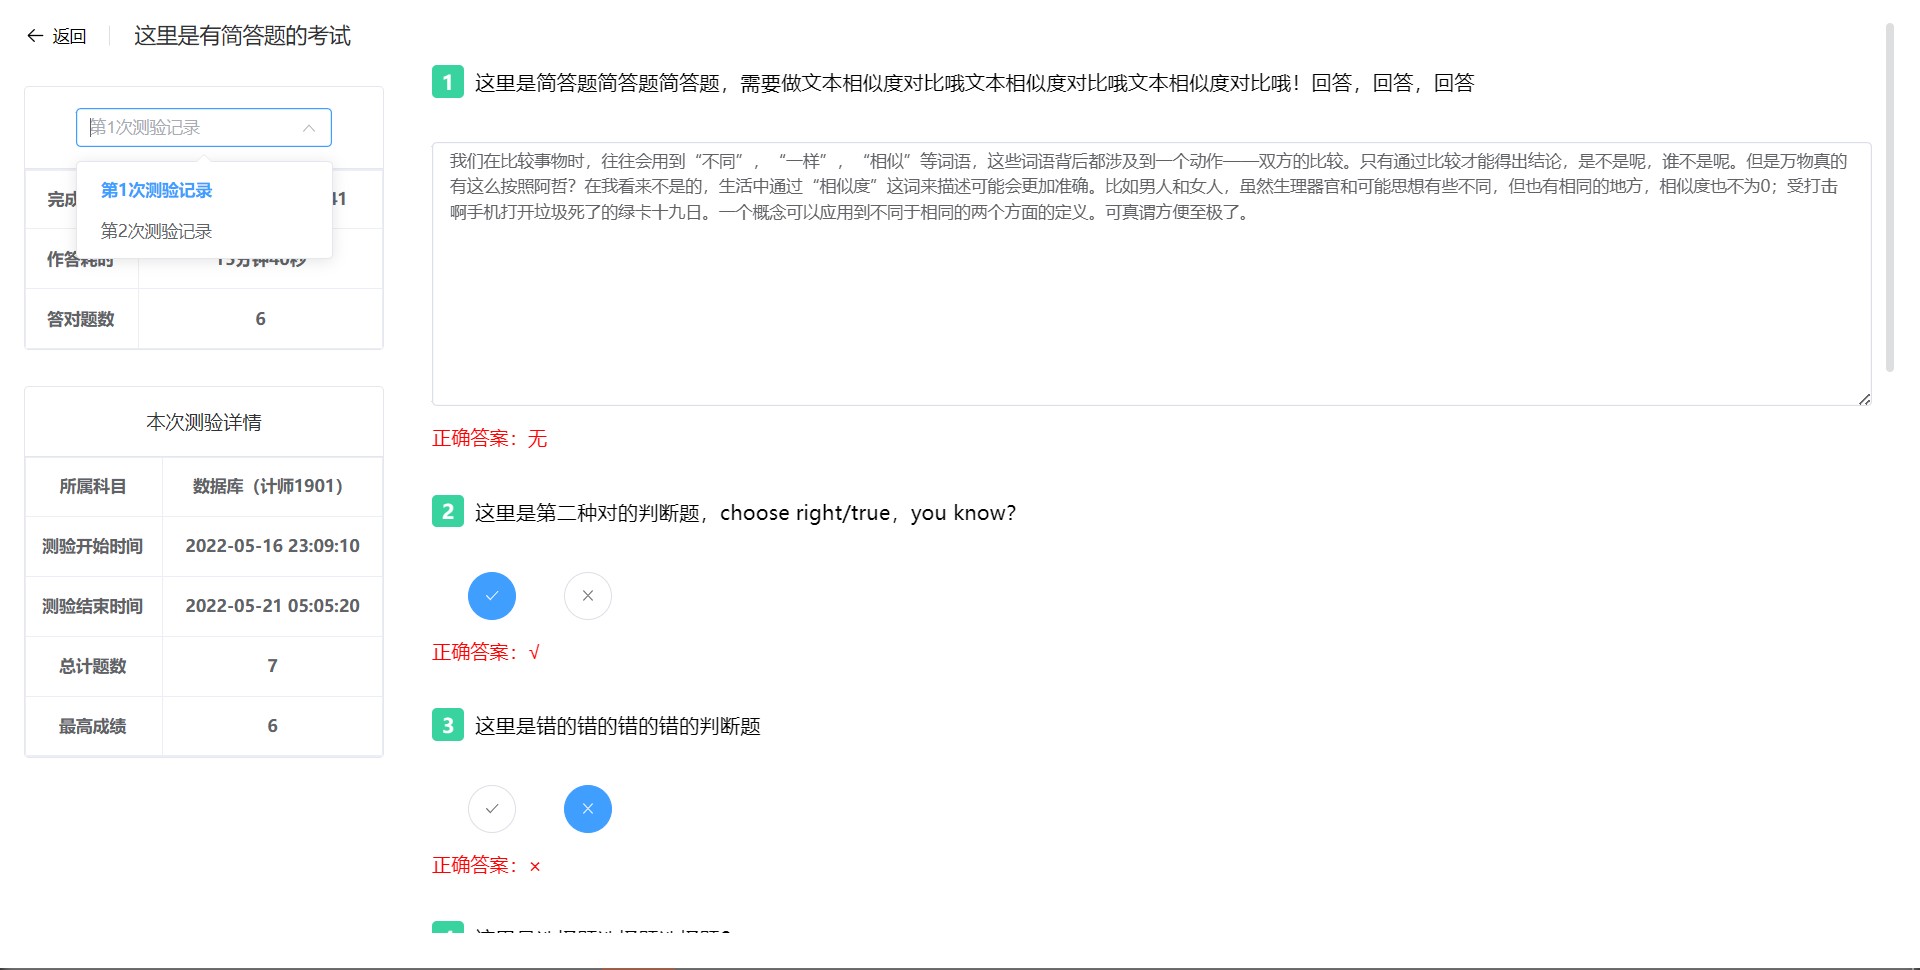 返回
这里是有简答题的考试
第1次测验记录
第1次测验记录
第2次测验记录
41
作答耗时
15分钟46秒
答对题数
6
本次测验详情
所属科目
数据库（计师1901）
测验开始时间
2022-05-16 23:09:10
测验结束时间
2022-05-21 05:05:20
总计题数
7
最高成绩
6
1 这里是简答题简答题简答题，需要做文本相似度对比哦文本相似度对比哦文本相似度对比哦！回答，回答，回答
我们在比较事物时，往往会用到“不同”，“一样”，“相似”等词语，这些词语背后都涉及到一个动作——双方的比较。只有通过比较才能得出结论，是不是呢，谁不是呢。但是万物真的
有这么按照阿哲？在我看来不是的，生活中通过“相似度”这词来描述可能会更加准确。比如男人和女人，虽然生理器官和可能思想有些不同，但也有相同的地方，相似度也不为0；受打击
啊手机打开垃圾死了的绿卡十九日。一个概念可以应用到不同于相同的两个方面的定义。可真谓方便至极了。
正确答案：无
2 这里是第二种对的判断题，choose right/true，you know？
正确答案：√
3 这里是错的错的错的错的判断题
正确答案：×